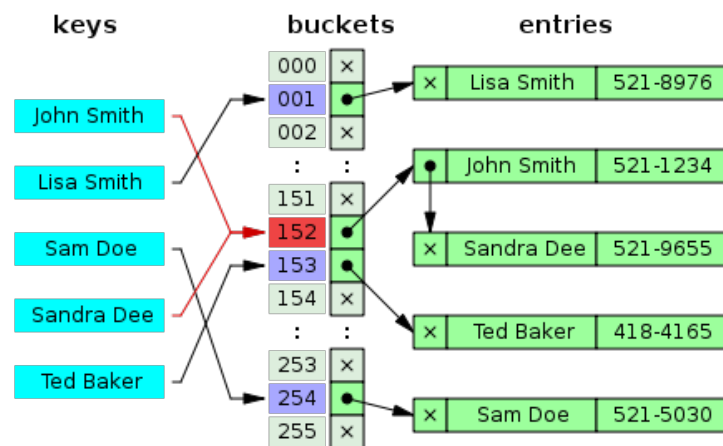 keys
buckets
entries
John Smith
Lisa Smith
Sam Doe
Sandra Dee
Ted Baker
000 ×
001
002 ×
: :
151 ×
152
153
154 ×
: :
253 ×
254
255 ×
× Lisa Smith 521-8976
John Smith 521-1234
× Sandra Dee 521-9655
× Ted Baker 418-4165
× Sam Doe 521-5030